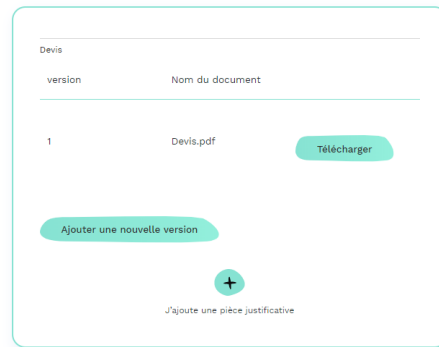 Devis
version Nom du document
1 Devis.pdf Télécharger
Ajouter une nouvelle version
J'ajoute une pièce justificative